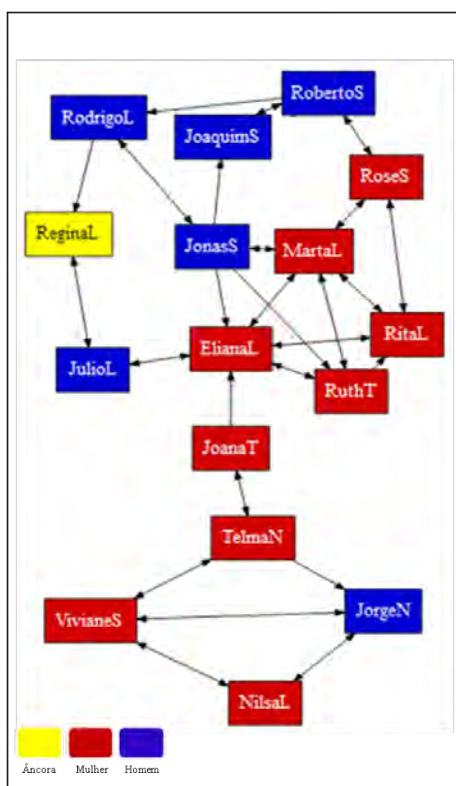 RobertoS
RodrigoL
JoaquimS
RoseS
ReginaL
JonasS
MartaL
RitaL
ElianaL
JulioL
RuthT
JoanaT
TelmaN
VivianeS
JorgeN
NilsaL
Âncora Mulher Homem